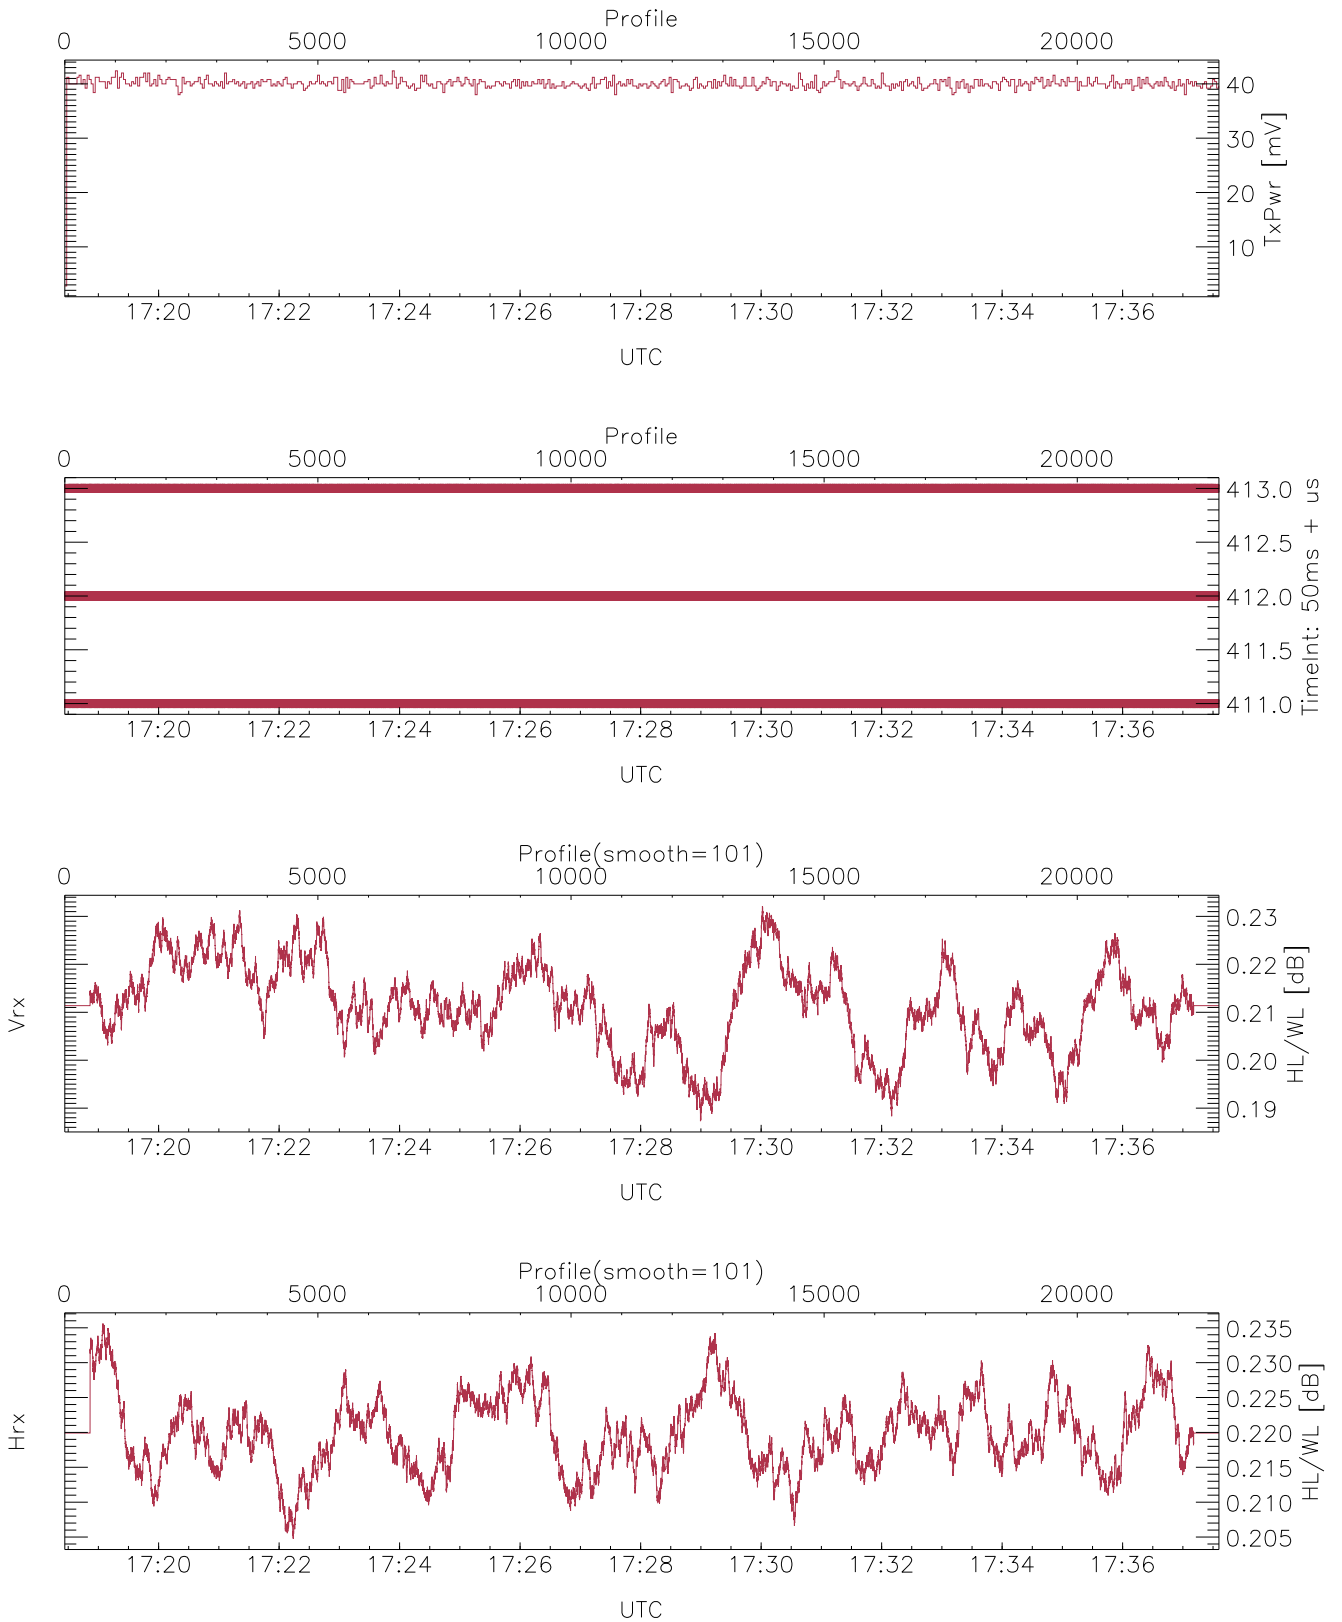 Profile
0 5000 10000 15000 20000
40
30
20
10
TxPwr [mV]
17:20 17:22 17:24 17:26 17:28 17:30 17:32 17:34 17:36
UTC
Profile
0 5000 10000 15000 20000
413.0
412.5
412.0
411.5
411.0
TimeInt: 50ms + us
17:20 17:22 17:24 17:26 17:28 17:30 17:32 17:34 17:36
UTC
Profile(smooth=101)
0 5000 10000 15000 20000
Vrx
0.23
0.22
0.21
0.20
0.19
HL/WL [dB]
17:20 17:22 17:24 17:26 17:28 17:30 17:32 17:34 17:36
UTC
Profile(smooth=101)
0 5000 10000 15000 20000
Hrx
0.235
0.230
0.225
0.220
0.215
0.210
0.205
HL/WL [dB]
17:20 17:22 17:24 17:26 17:28 17:30 17:32 17:34 17:36
UTC